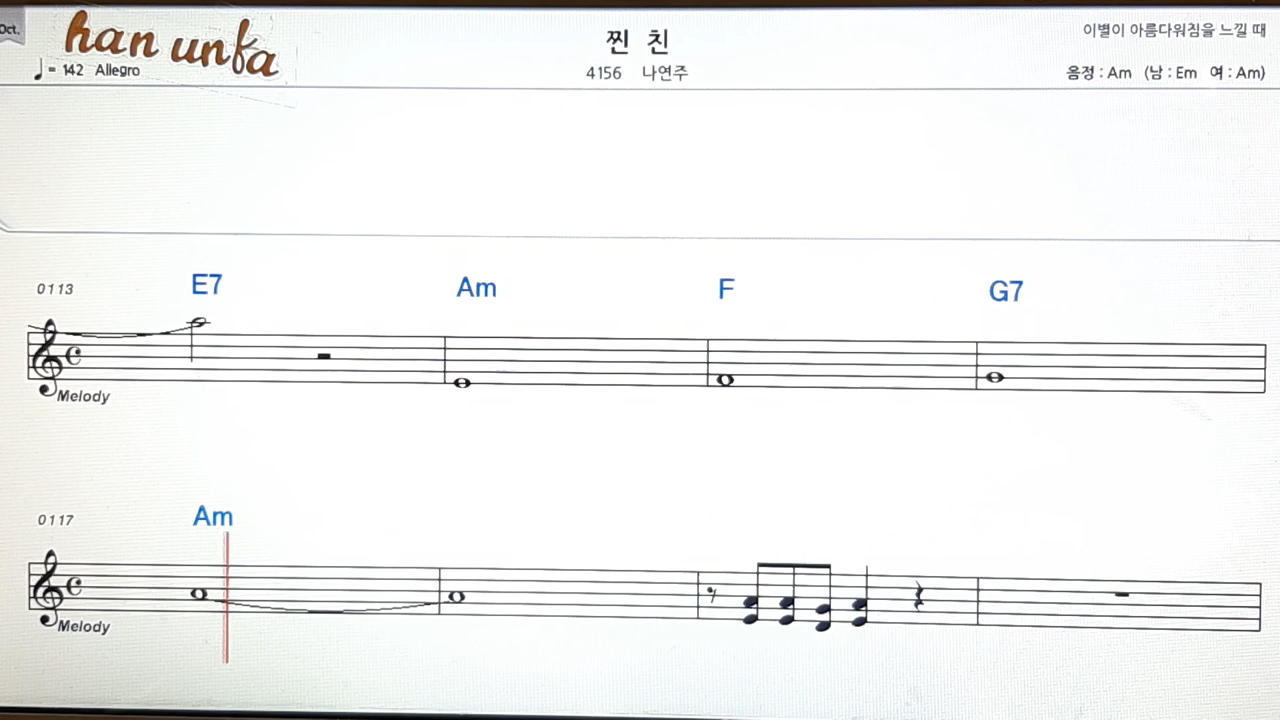 Oct.
han unfa
♩ = 142 Allegro
찐 친
4156 나연주
이별이 아름다워짐을 느낄 때
음정 : Am (남 : Em 여 : Am)
0113
E7
Am
F
G7
Melody
0117
Am
Melody